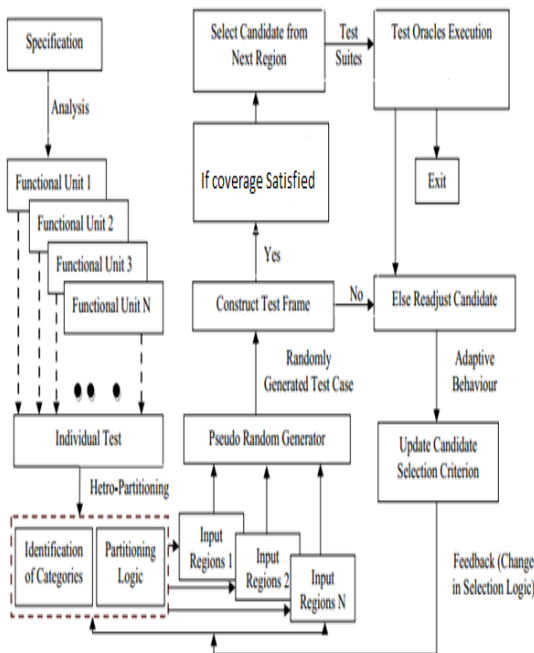 Specification
Analysis
Functional Unit 1
Functional Unit 2
Functional Unit 3
Functional Unit N
Individual Test
Hetro-Partitioning
Identification
of Categories
Partitioning
Logic
Input
Regions 1
Input
Regions 2
Input
Regions N
Pseudo Random Generator
Randomly
Generated Test Case
Construct Test Frame
Yes
No
If coverage Satisfied
Select Candidate from
Next Region
Test
Suites
Test Oracles Execution
Exit
Else Readjust Candidate
Adaptive
Behaviour
Update Candidate
Selection Criterion
Feedback (Change
in Selection Logic)